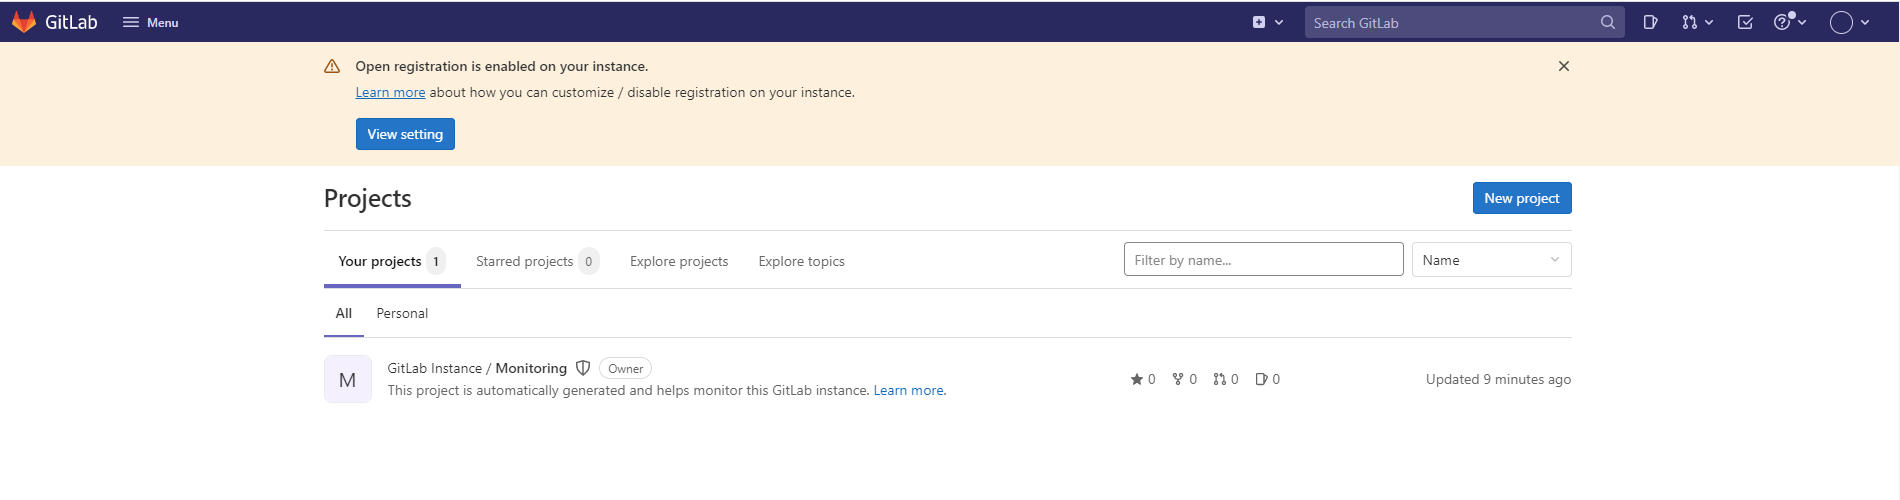 GitLab Menu Search GitLab
Open registration is enabled on your instance.
Learn more about how you can customize / disable registration on your instance.
View setting
Projects New project
Your projects 1 Starred projects 0 Explore projects Explore topics Filter by name... Name
All Personal
M GitLab Instance / Monitoring Owner
This project is automatically generated and helps monitor this GitLab instance. Learn more.
0 0 0 0 Updated 9 minutes ago